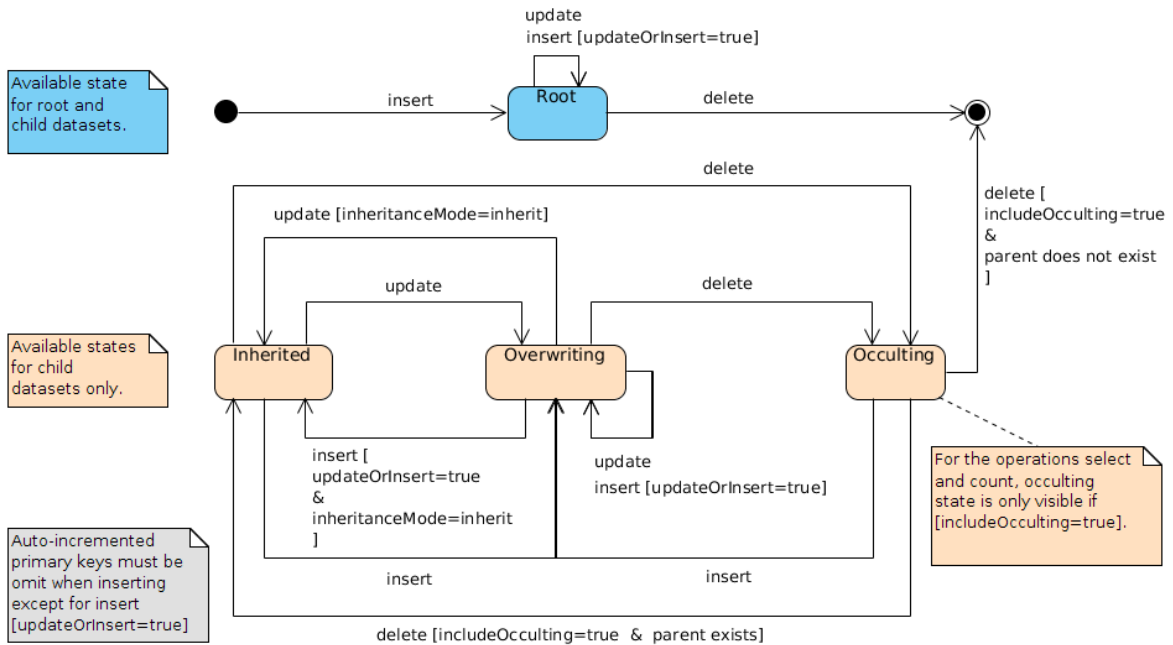 update
insert [updateOrInsert=true]
Available state
for root and
child datasets.
insert
Root
delete
delete
update [inheritanceMode=inherit]
delete [
includeOcculting=true
&
parent does not exist
]
update
delete
Available states
for child
datasets only.
Inherited
Overwriting
Occulting
insert [
updateOrInsert=true
&
inheritanceMode=inherit
]
update
insert [updateOrInsert=true]
For the operations select
and count, occulting
state is only visible if
[includeOcculting=true].
Auto-incremented
primary keys must be
omit when inserting
except for insert
[updateOrInsert=true]
insert
insert
delete [includeOcculting=true & parent exists]